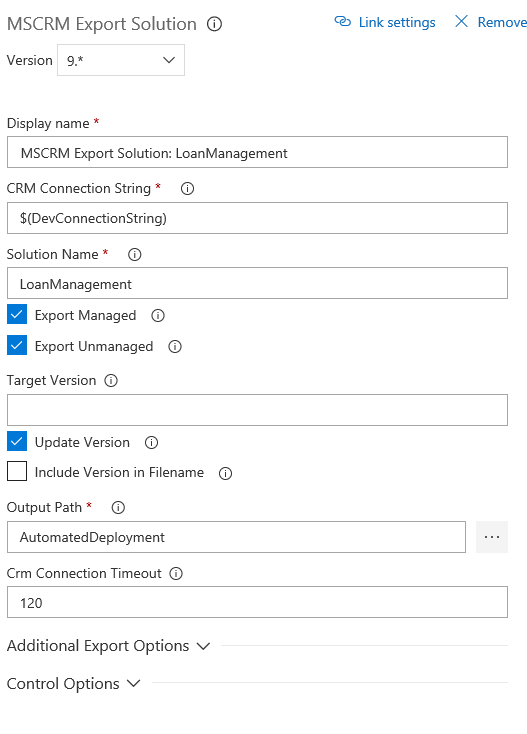 MSCRM Export Solution
Link settings
Remove
Version 9.*
Display name *
MSCRM Export Solution: LoanManagement
CRM Connection String *
$(DevConnectionString)
Solution Name *
LoanManagement
Export Managed
Export Unmanaged
Target Version
Update Version
Include Version in Filename
Output Path *
AutomatedDeployment
...
Crm Connection Timeout
120
Additional Export Options
Control Options